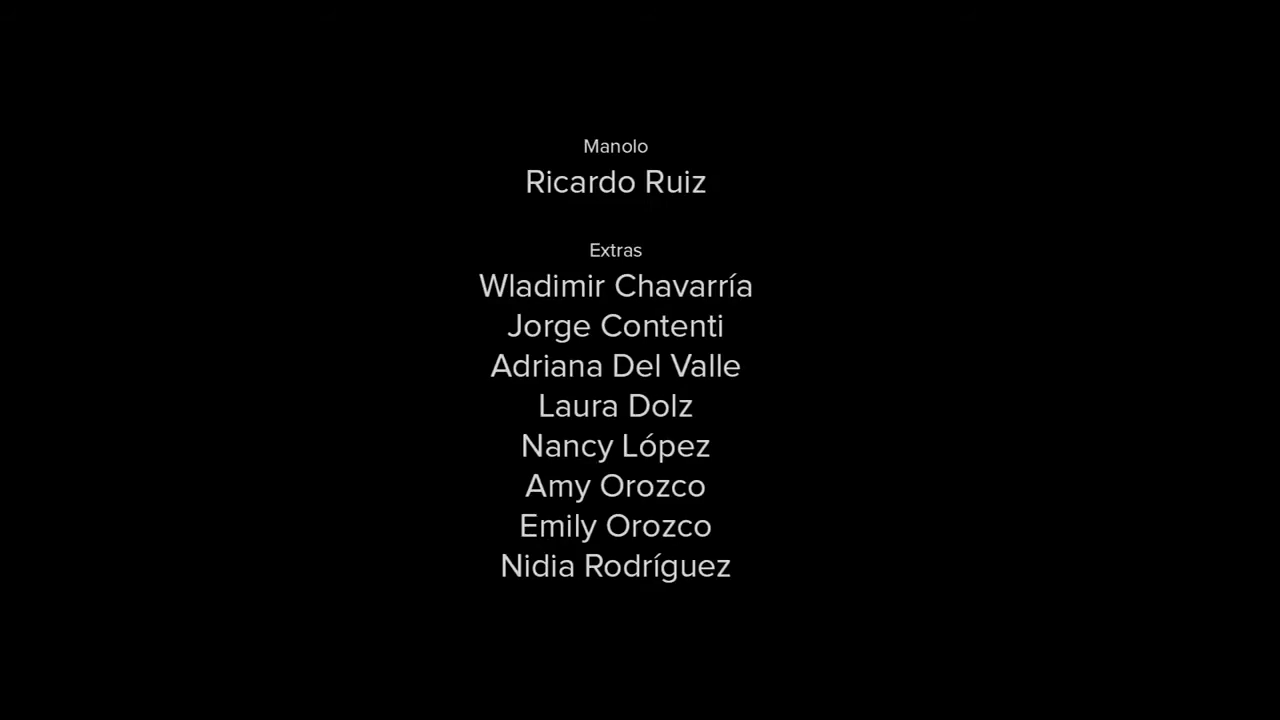 Manolo
Ricardo Ruiz
Extras
Wladimir Chavarría
Jorge Contenti
Adriana Del Valle
Laura Dolz
Nancy López
Amy Orozco
Emily Orozco
Nidia Rodríguez